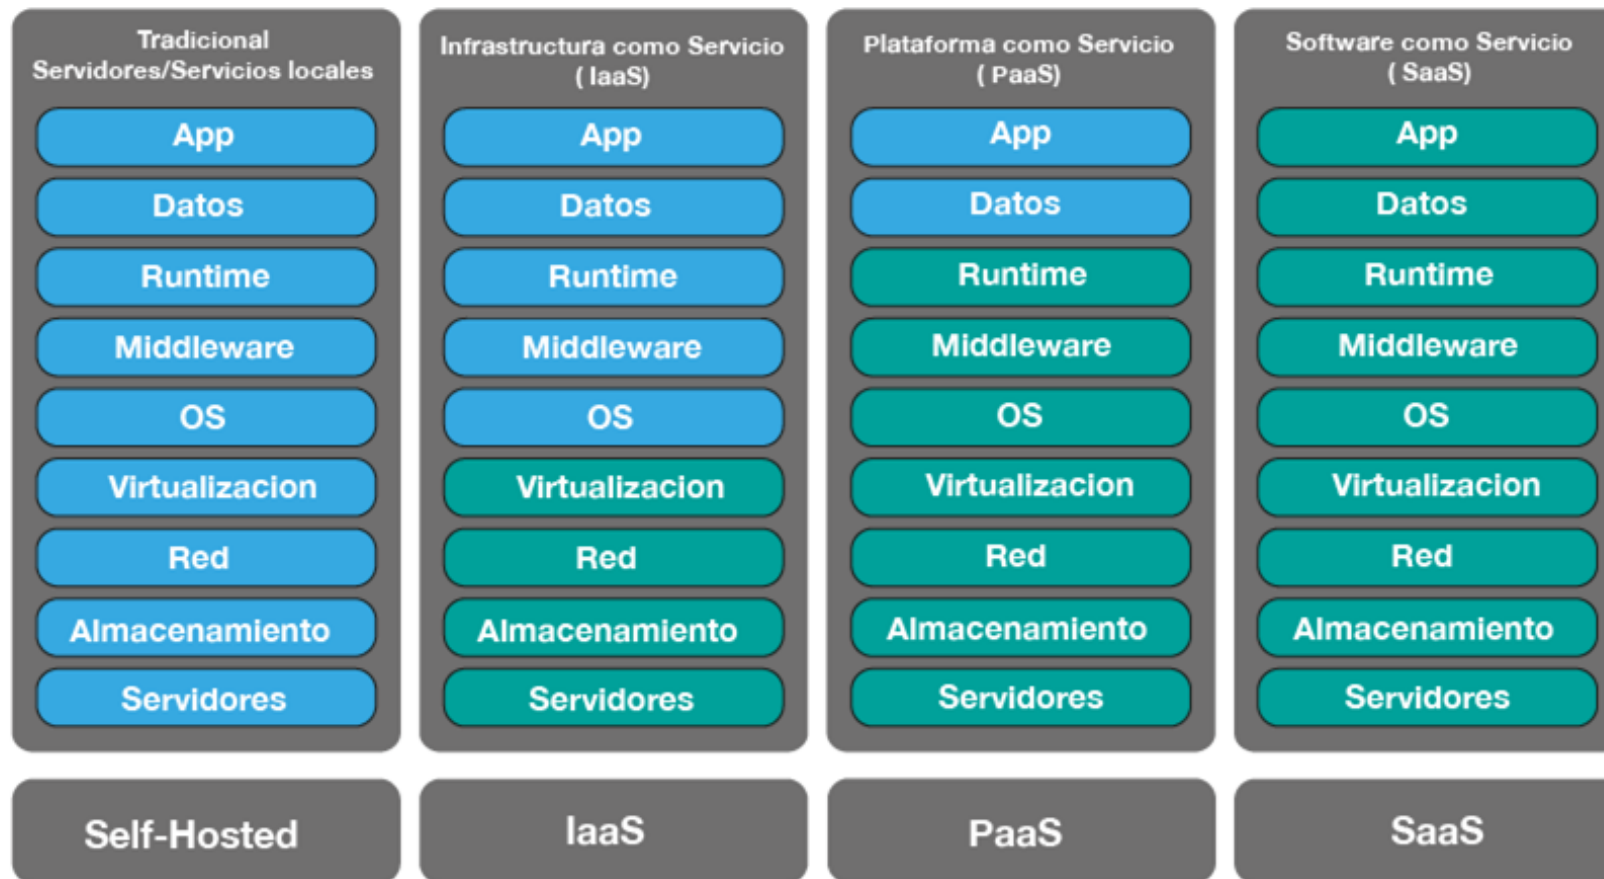 Tradicional
Servidores/Servicios locales
App
Datos
Runtime
Middleware
OS
Virtualizacion
Red
Almacenamiento
Servidores
Self-Hosted
Infrastructura como Servicio
( IaaS)
App
Datos
Runtime
Middleware
OS
Virtualizacion
Red
Almacenamiento
Servidores
IaaS
Plataforma como Servicio
( PaaS)
App
Datos
Runtime
Middleware
OS
Virtualizacion
Red
Almacenamiento
Servidores
PaaS
Software como Servicio
( SaaS)
App
Datos
Runtime
Middleware
OS
Virtualizacion
Red
Almacenamiento
Servidores
SaaS